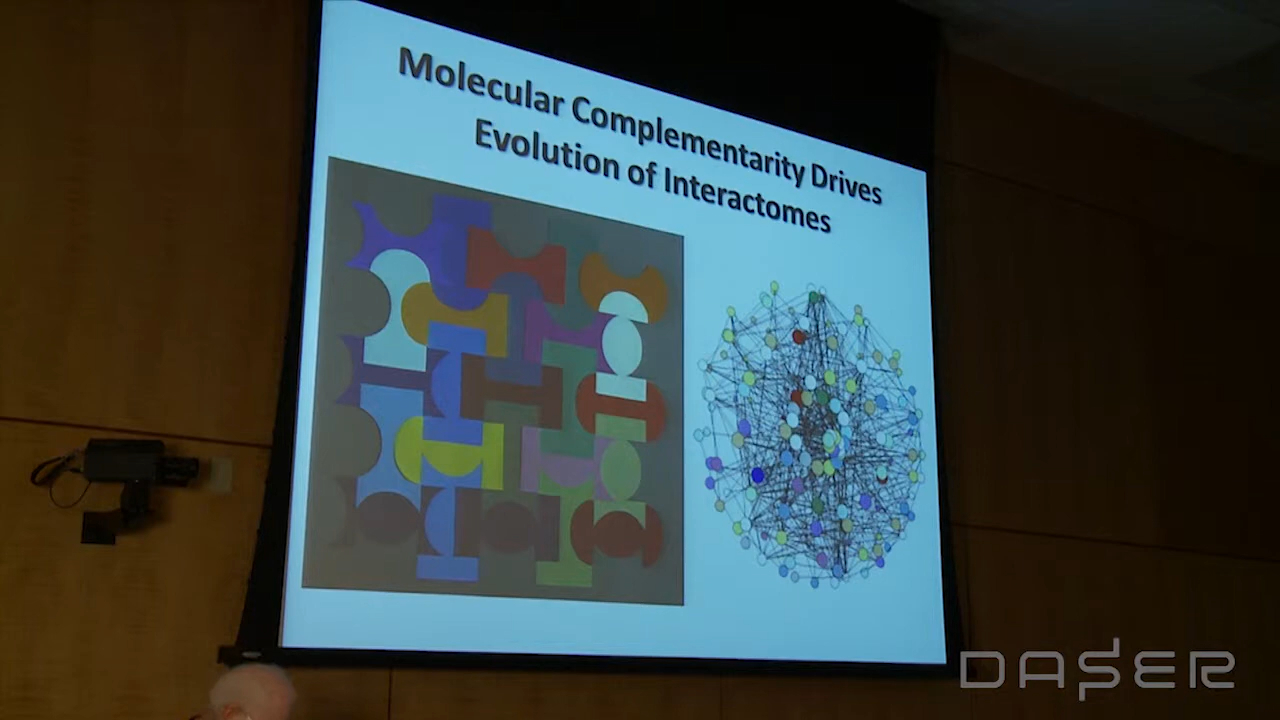 Molecular Complementarity Drives
Evolution of Interactomes
DASER